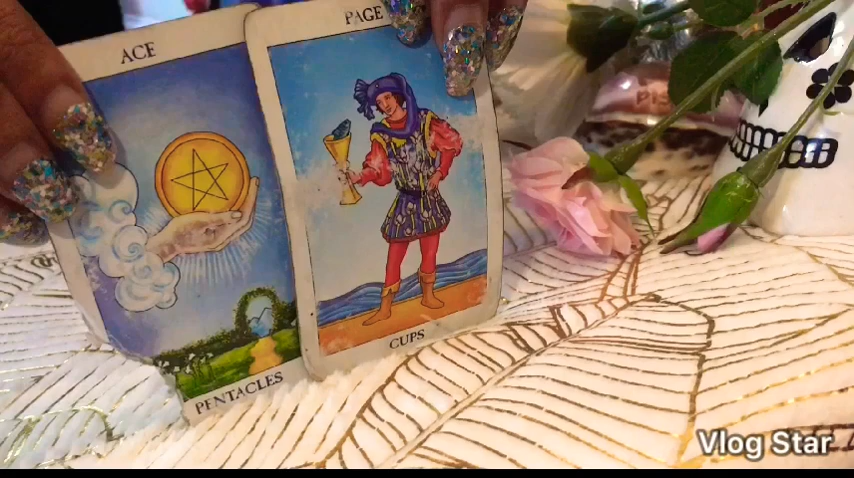 ACE
PENTACLES
PAGE
CUPS
Vlog Star